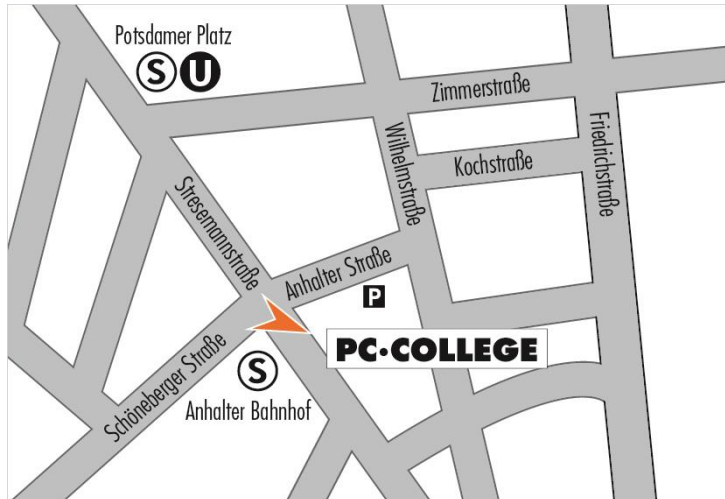 Potsdamer Platz
S U
Zimmerstraße
Wilhelmstraße
Kochstraße
Friedrichstraße
Stresemannstraße
Anhalter Straße
P
PC·COLLEGE
Schöneberger Straße
S
Anhalter Bahnhof